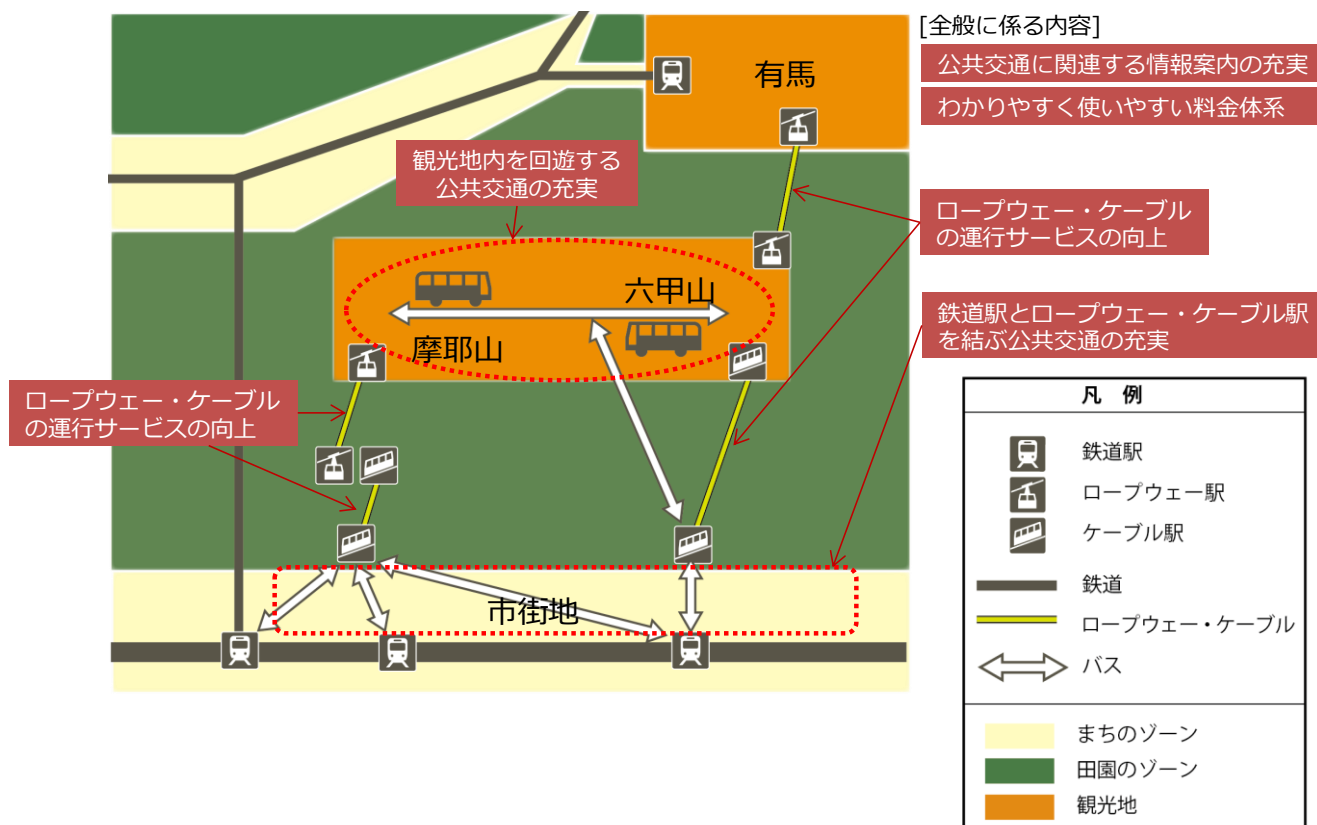 [全般に係る内容]
公共交通に関連する情報案内の充実
わかりやすく使いやすい料金体系
有馬
観光地内を回遊する
公共交通の充実
ロープウェー・ケーブル
の運行サービスの向上
六甲山
摩耶山
鉄道駅とロープウェー・ケーブル駅
を結ぶ公共交通の充実
ロープウェー・ケーブル
の運行サービスの向上
市街地
凡 例
鉄道駅
ロープウェー駅
ケーブル駅
鉄道
ロープウェー・ケーブル
バス
まちのゾーン
田園のゾーン
観光地